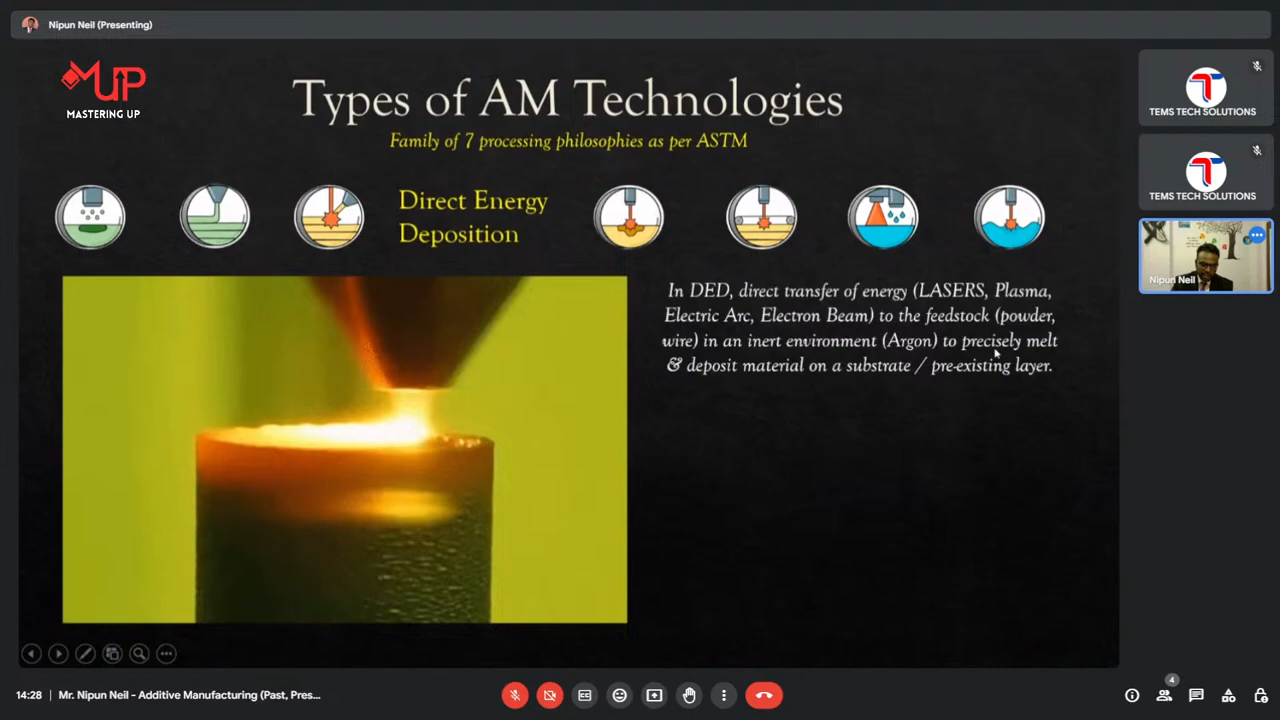 Nipun Neil (Presenting)
MUP
MASTERING UP
Types of AM Technologies
Family of 7 processing philosophies as per ASTM
Direct Energy
Deposition
In DED, direct transfer of energy (LASERS, Plasma,
Electric Arc, Electron Beam) to the feedstock (powder,
wire) in an inert environment (Argon) to precisely melt
& deposit material on a substrate / pre-existing layer.
TEMS TECH SOLUTIONS
TEMS TECH SOLUTIONS
Nipun Neil
14:28 | Mr. Nipun Neil - Additive Manufacturing (Past, Pres...
4